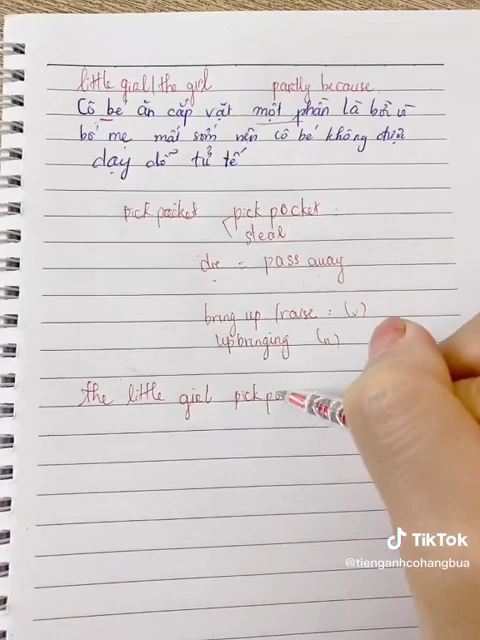 little girl / the girl partly because
Cô bé ăn cắp vặt một phần là bởi vì
bố mẹ mất sớm nên cô bé không được
dạy dỗ tử tế
pick pocket pick pocket :
steal
die = pass away
bring up / raise : (v)
upbringing (n)
the little girl pick po
TikTok
@tienganhcohangbua